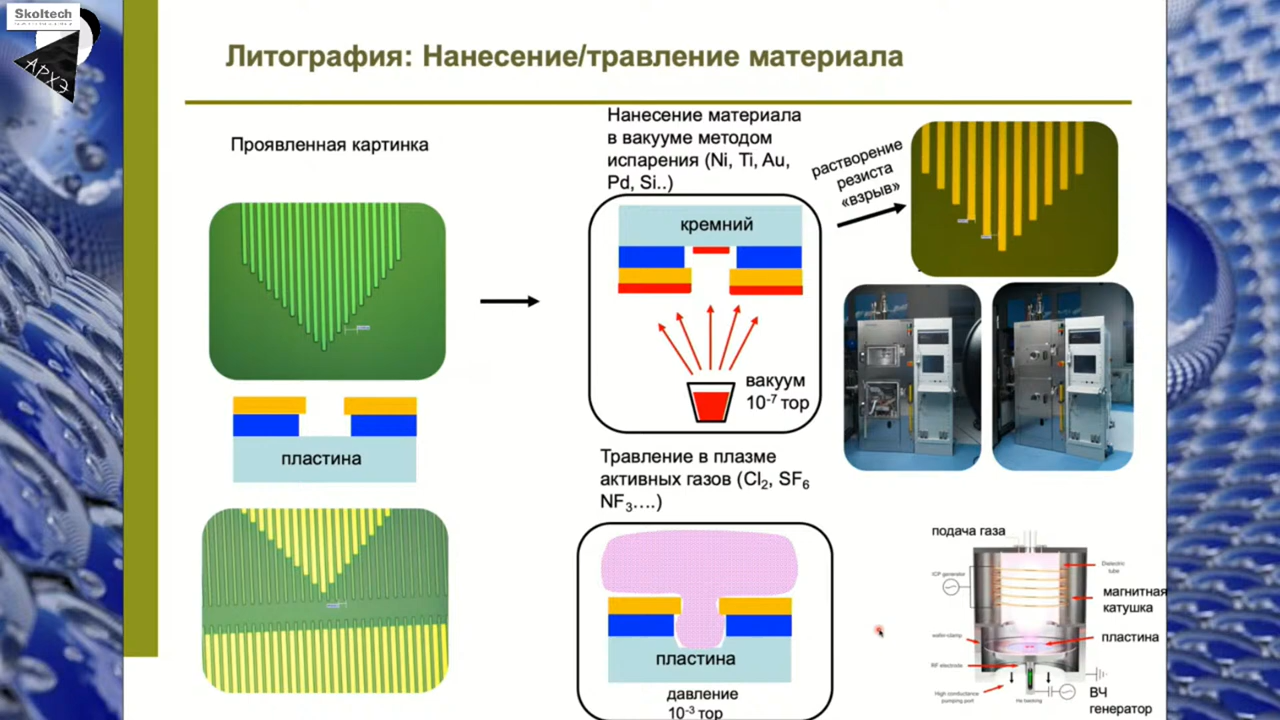 Skoltech
АРХЭ
Литография: Нанесение/травление материала
Проявленная картинка
пластина
Нанесение материала
в вакууме методом
испарения (Ni, Ti, Au,
Pd, Si..)
кремний
вакуум
10⁻⁷ тор
растворение
резиста
«взрыв»
Травление в плазме
активных газов (Cl₂, SF₆
NF₃….)
пластина
давление
10⁻³ тор
подача газа
ICP generator
Dielectric
tube
магнитная
катушка
wafer-clamp
пластина
RF electrode
High conductance
pumping port
He backing
ВЧ
генератор